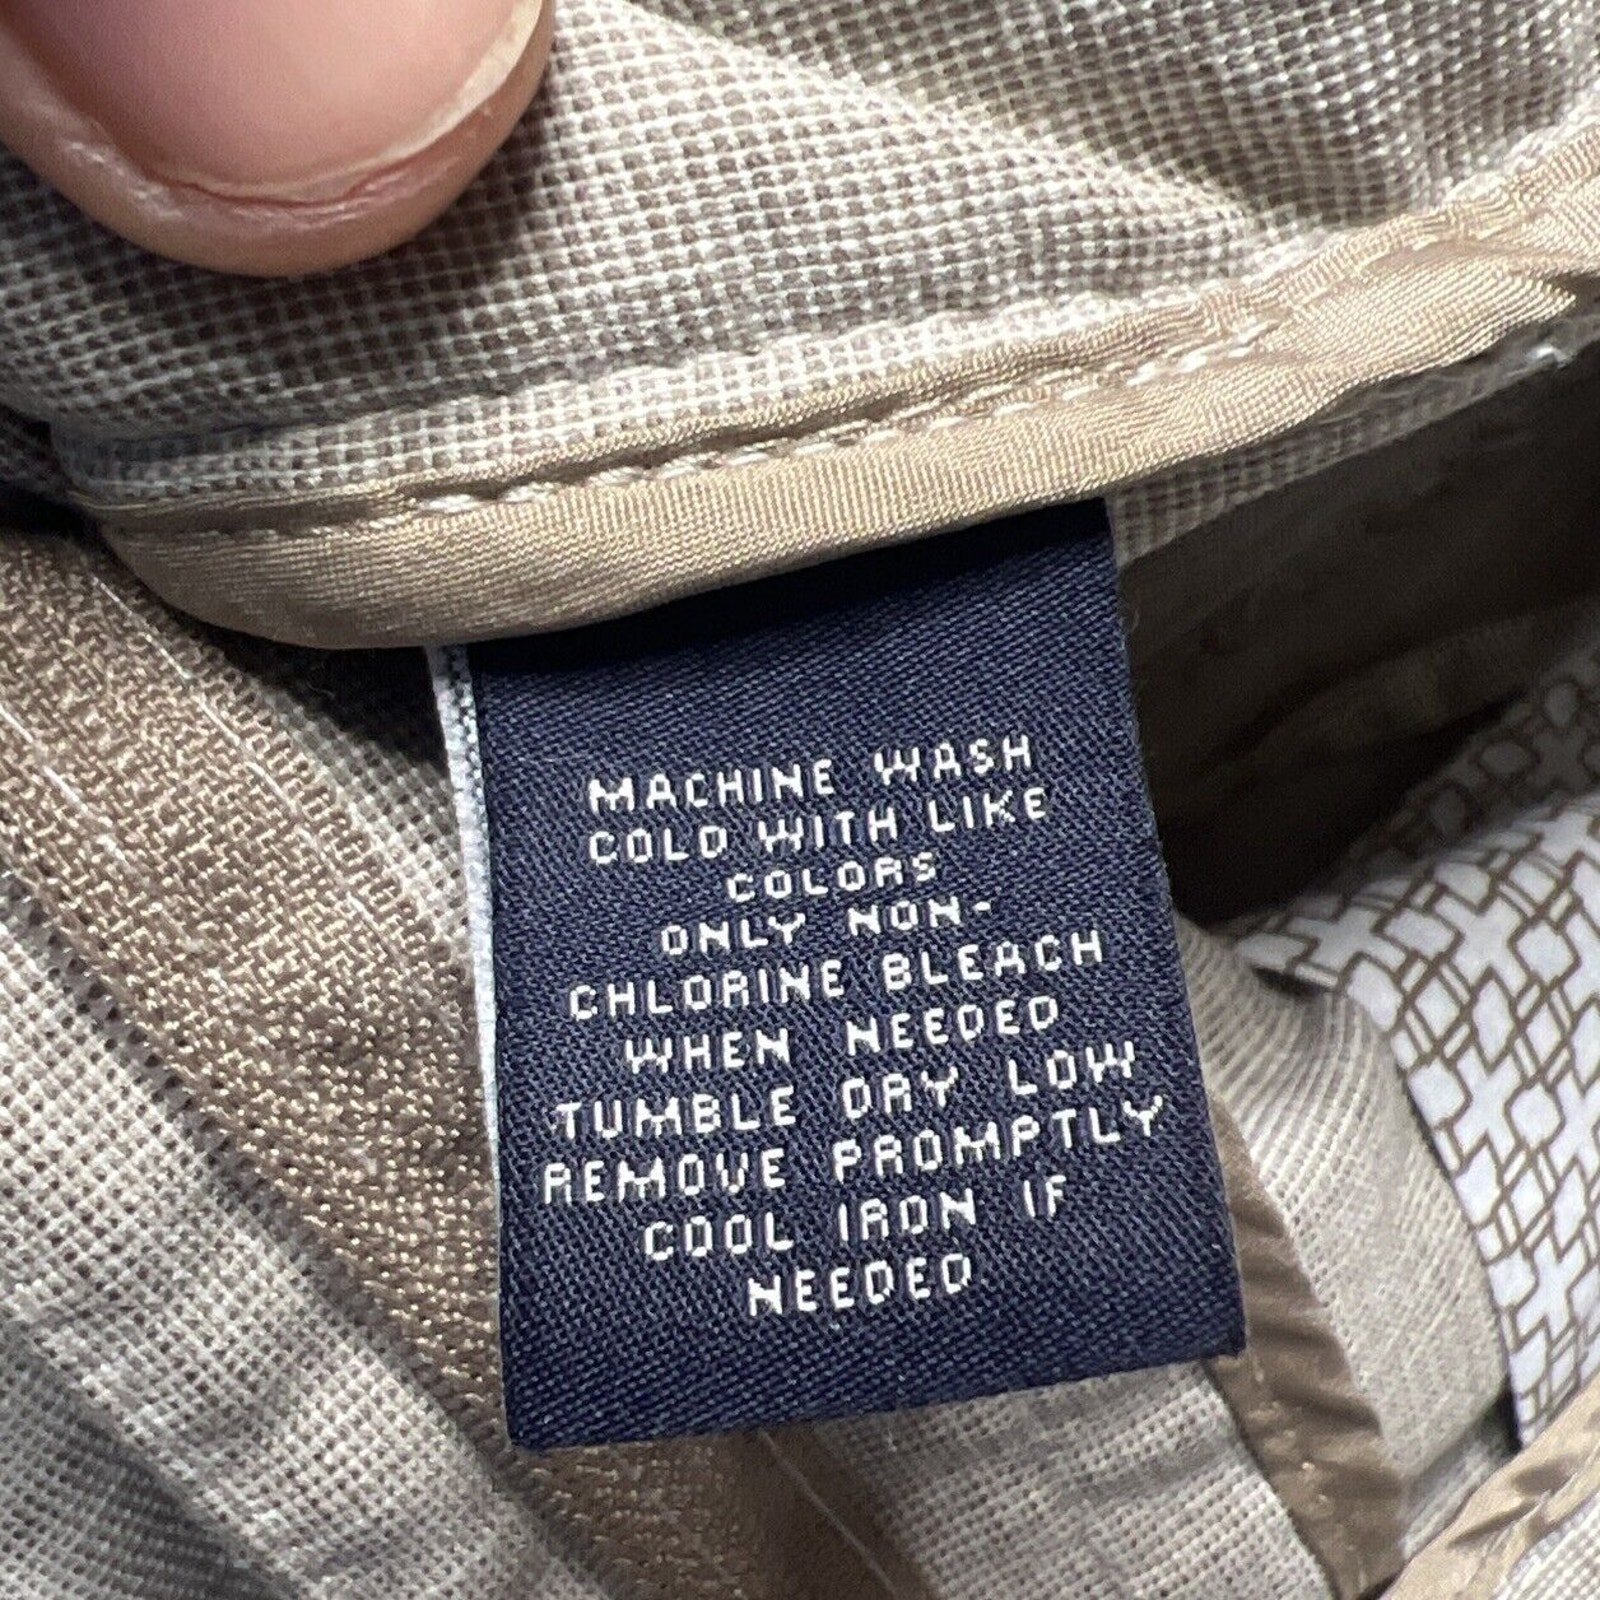 MACHINE WASH
COLD WITH LIKE
COLORS
ONLY NON-
CHLORINE BLEACH
WHEN NEEDED
TUMBLE DRY LOW
REMOVE PROMPTLY
COOL IRON IF
NEEDED